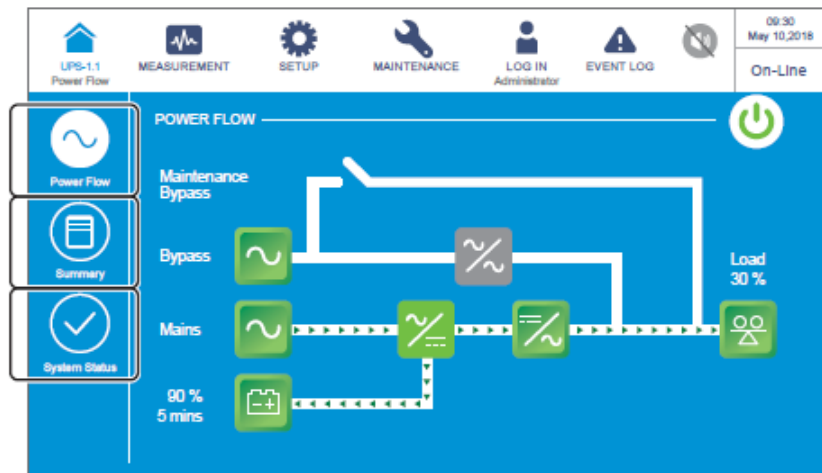 09:30
May 10,2018
UPS-1.1
Power Flow
MEASUREMENT
SETUP
MAINTENANCE
LOG IN
Administrator
EVENT LOG
On-Line
POWER FLOW
Power Flow
Maintenance
Bypass
Summary
Bypass
Load
30 %
System Status
Mains
90 %
5 mins